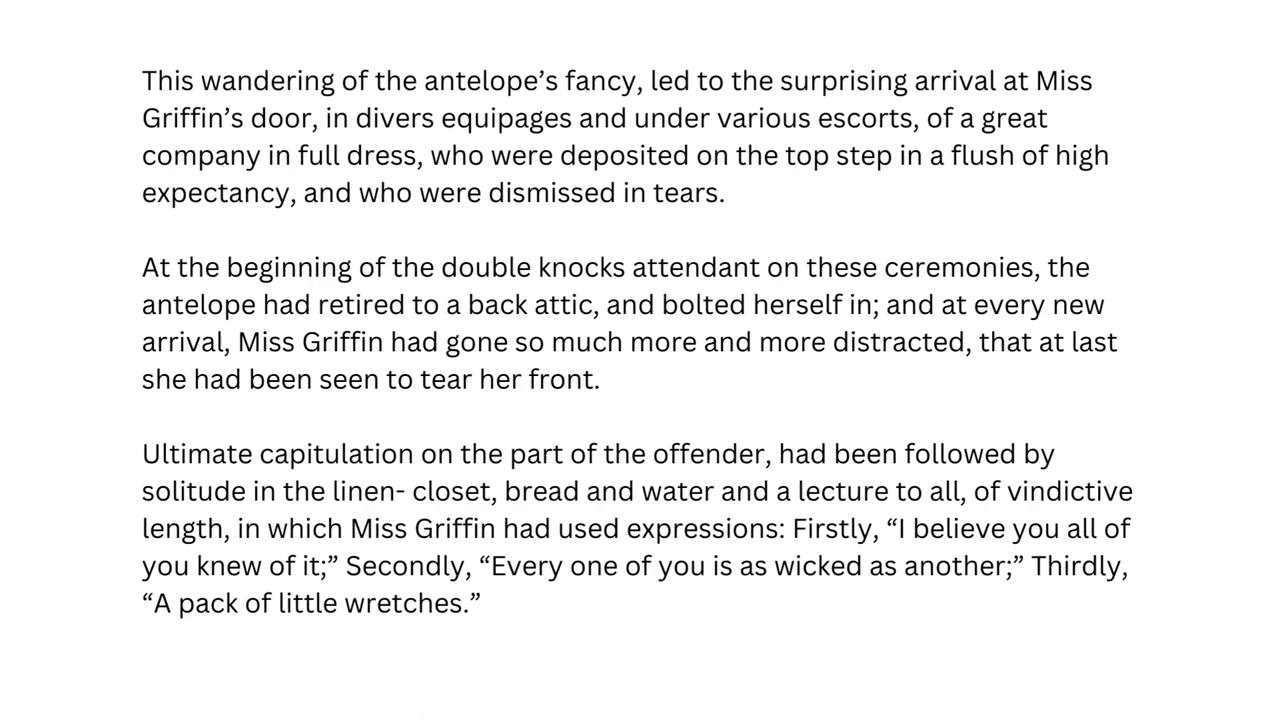 This wandering of the antelope’s fancy, led to the surprising arrival at Miss
Griffin’s door, in divers equipages and under various escorts, of a great
company in full dress, who were deposited on the top step in a flush of high
expectancy, and who were dismissed in tears.
At the beginning of the double knocks attendant on these ceremonies, the
antelope had retired to a back attic, and bolted herself in; and at every new
arrival, Miss Griffin had gone so much more and more distracted, that at last
she had been seen to tear her front.
Ultimate capitulation on the part of the offender, had been followed by
solitude in the linen- closet, bread and water and a lecture to all, of vindictive
length, in which Miss Griffin had used expressions: Firstly, “I believe you all of
you knew of it;” Secondly, “Every one of you is as wicked as another;” Thirdly,
“A pack of little wretches.”